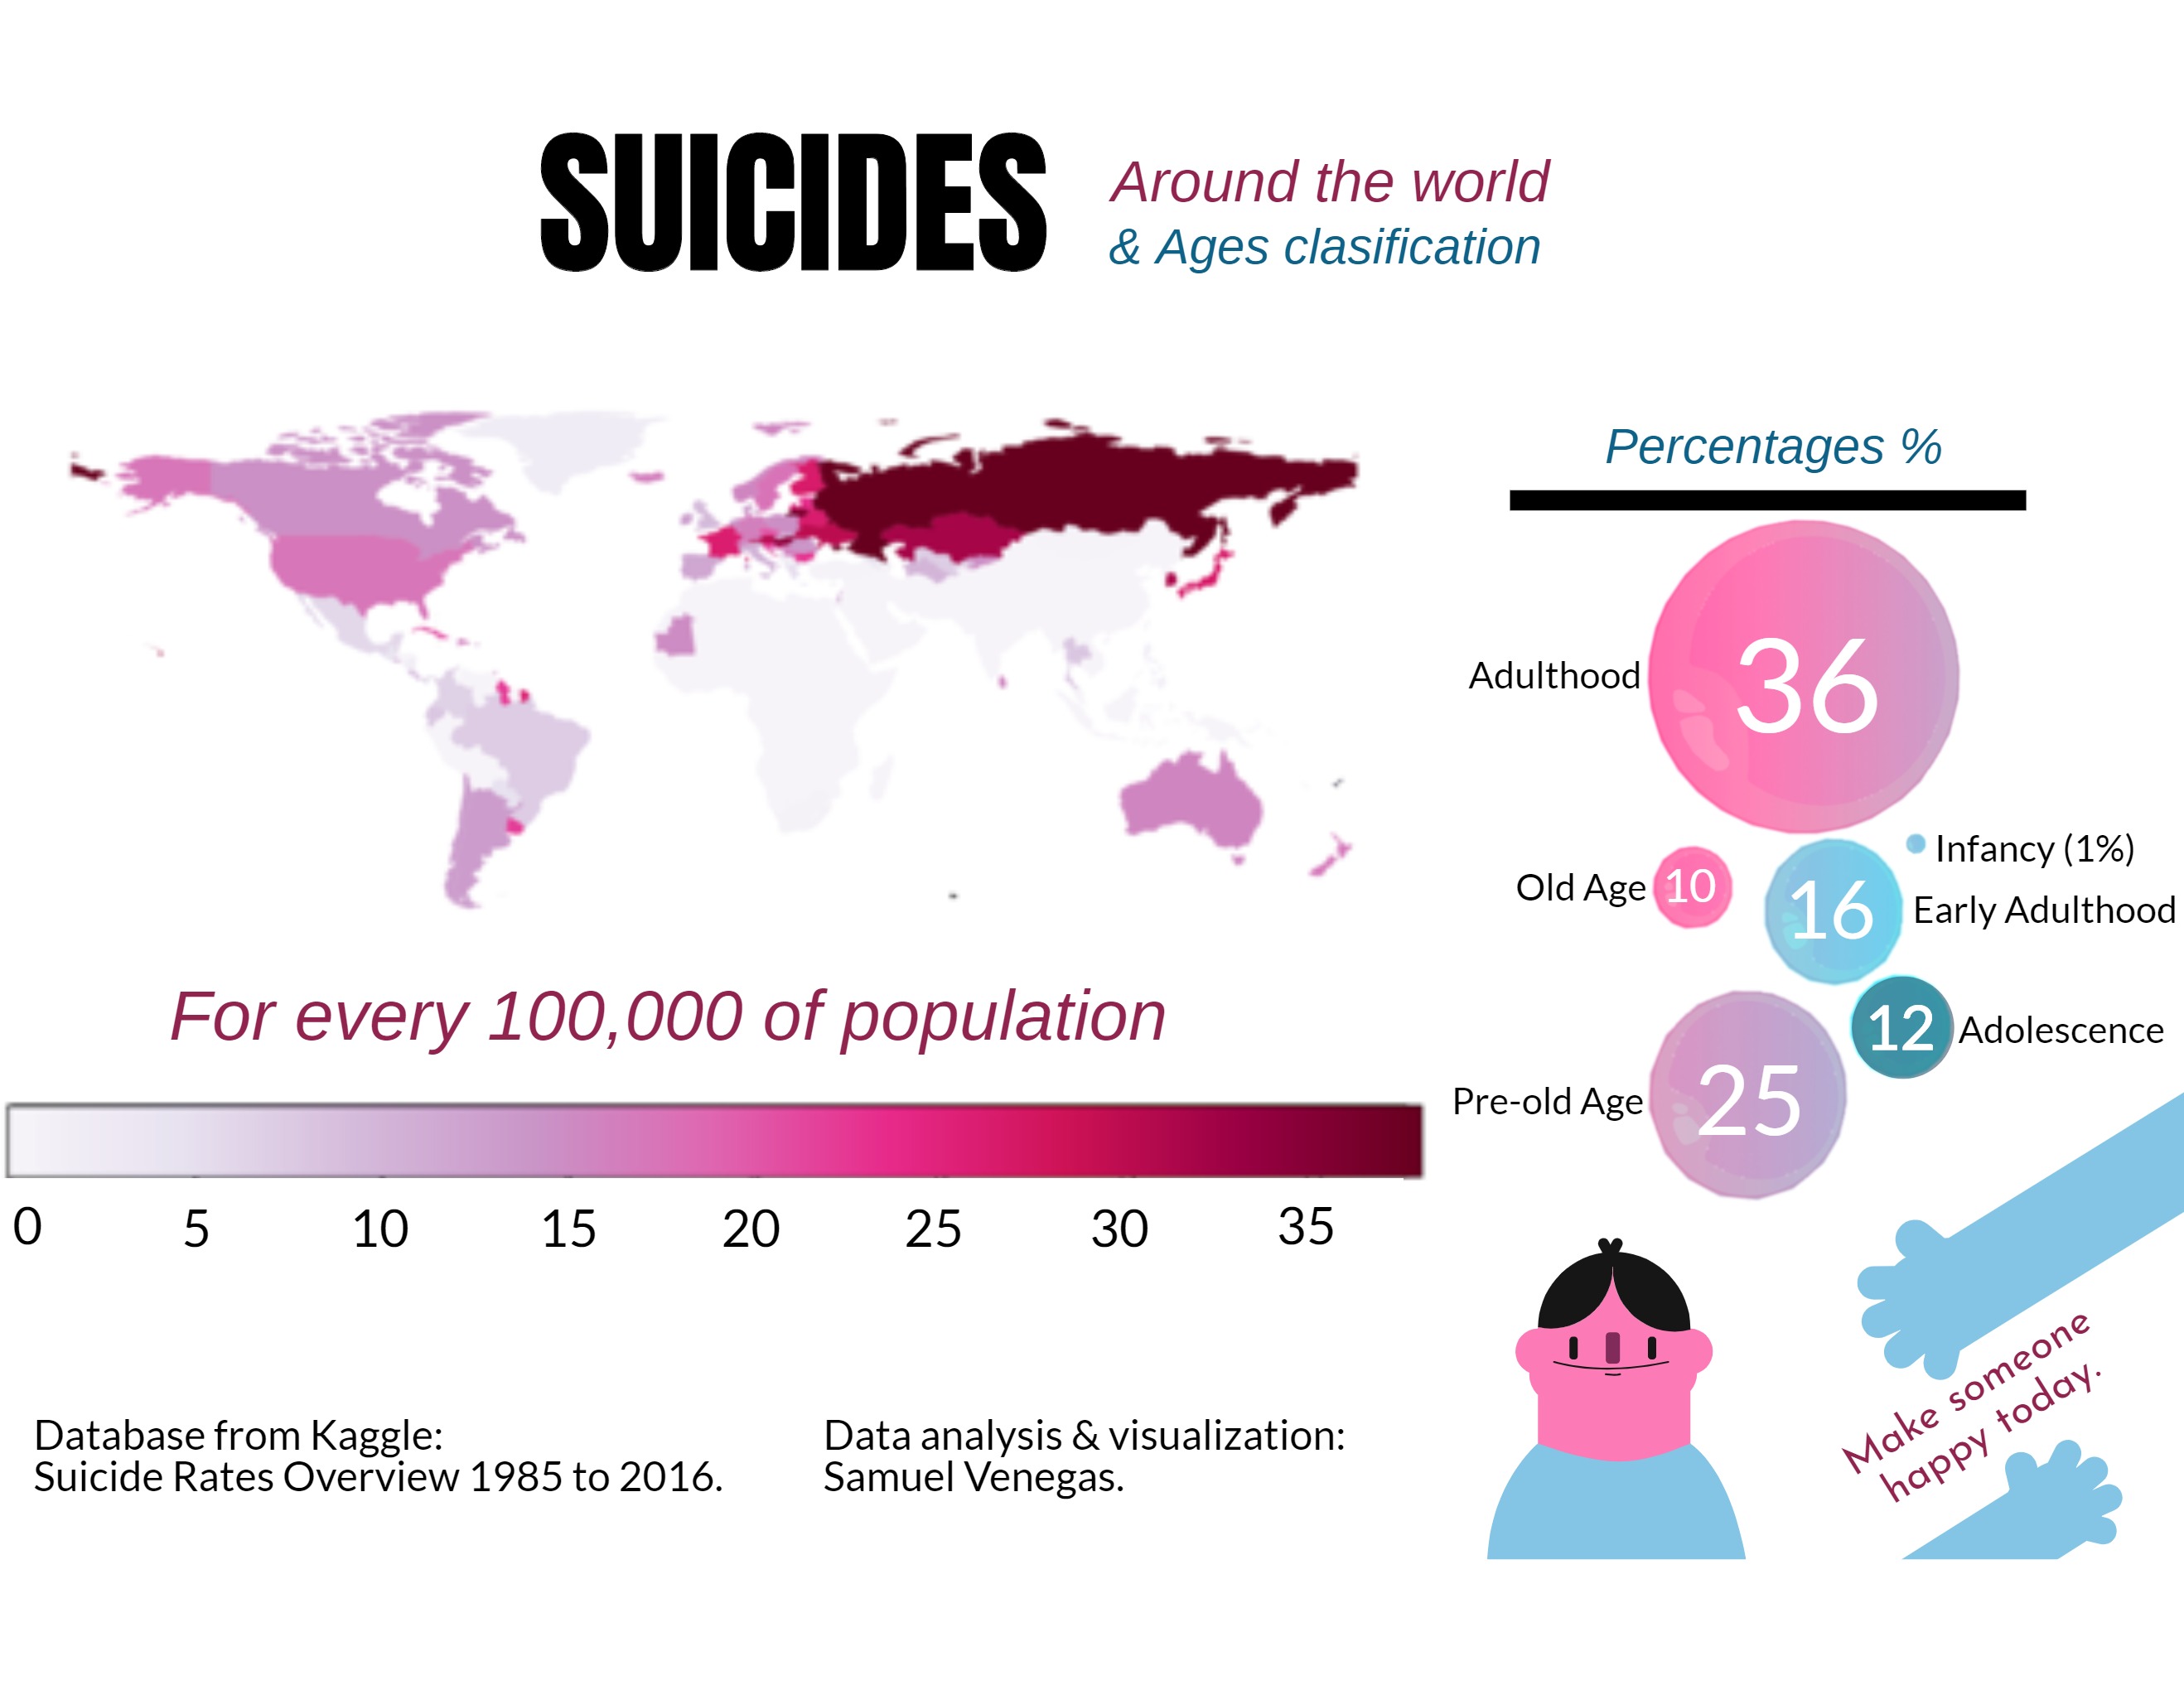 SUICIDES
Around the world
& Ages clasification
Percentages %
36
Adulthood
Infancy (1%)
Old Age
10
16
Early Adulthood
12
Adolescence
Pre-old Age
25
For every 100,000 of population
0 5 10 15 20 25 30 35
Make someone
happy today.
Database from Kaggle:
Suicide Rates Overview 1985 to 2016.
Data analysis & visualization:
Samuel Venegas.